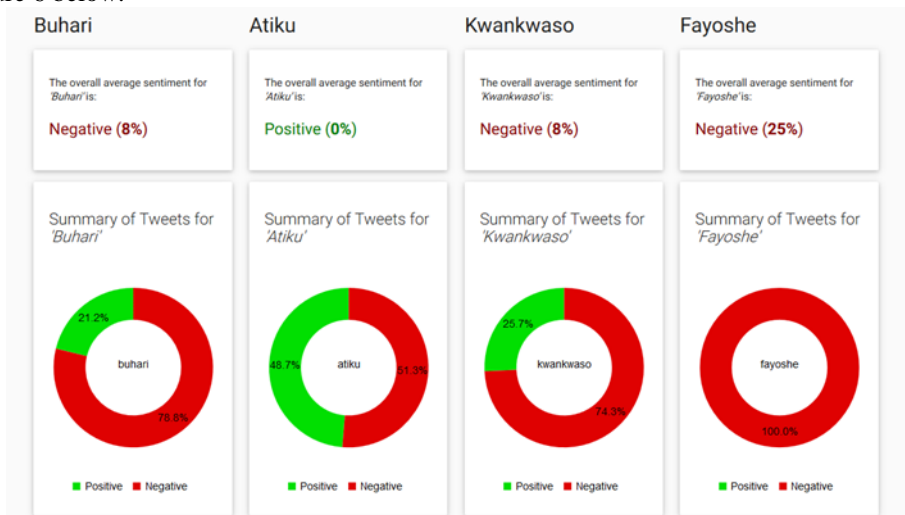 Buhari
The overall average sentiment for
'Buhari' is:
Negative (8%)
Summary of Tweets for
'Buhari'
21.2%
buhari
78.8%
Positive Negative
Atiku
The overall average sentiment for
'Atiku' is:
Positive (0%)
Summary of Tweets for
'Atiku'
48.7%
atiku
51.3%
Positive Negative
Kwankwaso
The overall average sentiment for
'Kwankwaso' is:
Negative (8%)
Summary of Tweets for
'Kwankwaso'
25.7%
kwankwaso
74.3%
Positive Negative
Fayoshe
The overall average sentiment for
'Fayoshe' is:
Negative (25%)
Summary of Tweets for
'Fayoshe'
fayoshe
100.0%
Positive Negative